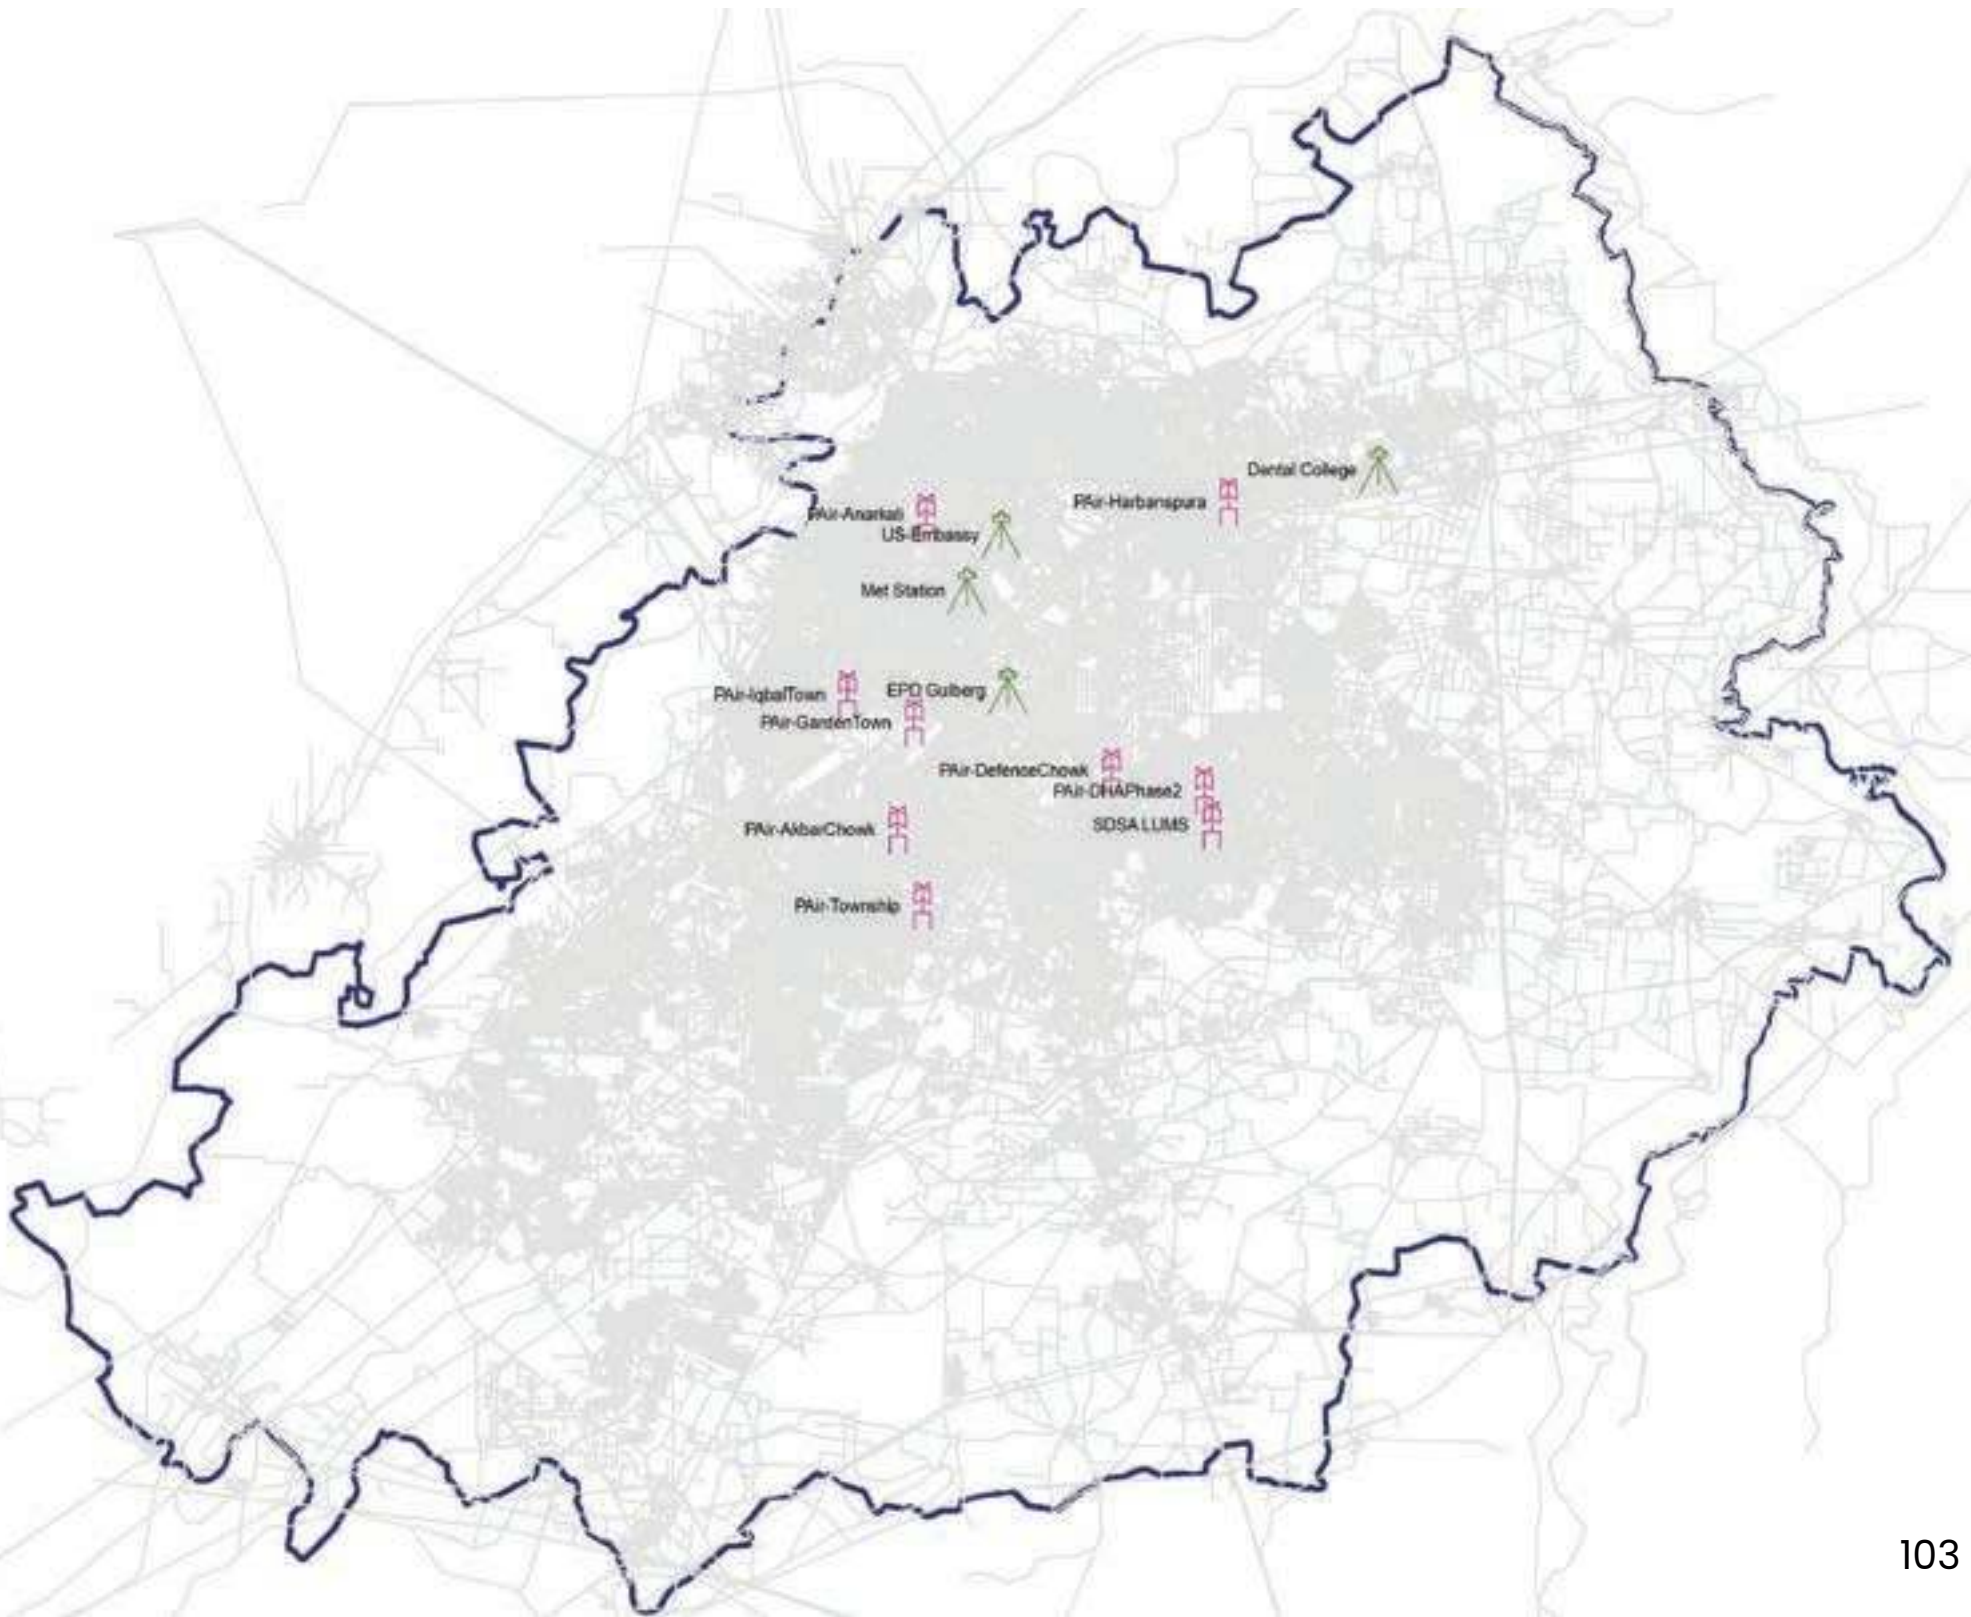 Dental College
PAir-Harbanspura
PAir-Anarkali
US-Embassy
Met Station
EPD Gulberg
PAir-IqbalTown
PAir-GardenTown
PAir-DefenceChowk
PAir-DHAPhase2
SDSA LUMS
PAir-AkbarChowk
PAir-Township
103